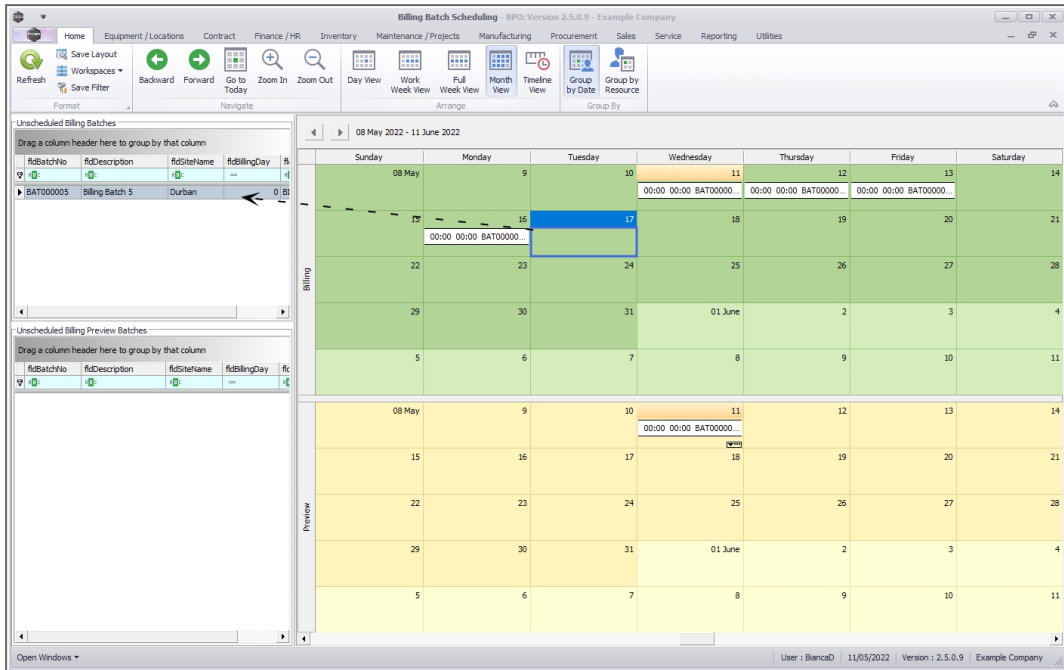 Billing Batch Scheduling - BPO: Version 2.5.0.9 - Example Company
Home Equipment / Locations Contract Finance / HR Inventory Maintenance / Projects Manufacturing Procurement Sales Service Reporting Utilities
Refresh
Save Layout
Workspaces
Save Filter
Backward
Forward
Go to Today
Zoom In
Zoom Out
Day View
Work Week View
Full Week View
Month View
Timeline View
Group by Date
Group by Resource
Format Navigate Arrange Group By
Unscheduled Billing Batches
Drag a column header here to group by that column
fldBatchNo fldDescription fldSiteName fldBillingDay
BAT000005 Billing Batch 5 Durban 0
Unscheduled Billing Preview Batches
Drag a column header here to group by that column
fldBatchNo fldDescription fldSiteName fldBillingDay
08 May 2022 - 11 June 2022
Sunday Monday Tuesday Wednesday Thursday Friday Saturday
Billing
08 May 9 10 11 12 13 14
00:00 00:00 BAT00000... 00:00 00:00 BAT00000... 00:00 00:00 BAT00000...
15 16 17 18 19 20 21
00:00 00:00 BAT00000...
22 23 24 25 26 27 28
29 30 31 01 June 2 3 4
5 6 7 8 9 10 11
Preview
08 May 9 10 11 12 13 14
00:00 00:00 BAT00000...
15 16 17 18 19 20 21
22 23 24 25 26 27 28
29 30 31 01 June 2 3 4
5 6 7 8 9 10 11
Open Windows
User : BiancaD 11/05/2022 Version : 2.5.0.9 Example Company